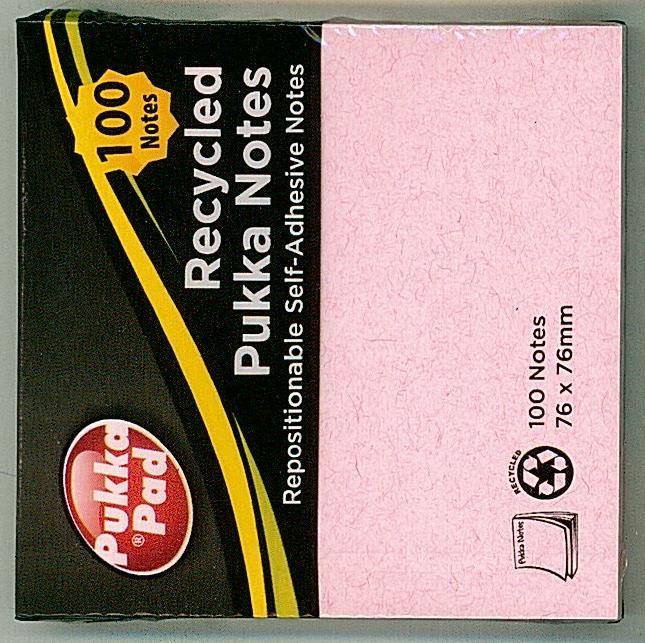 Pukka
Pad
®
100
Notes
Recycled
Pukka Notes
Repositionable Self-Adhesive Notes
Pukka Notes
RECYCLED
100 Notes
76 x 76mm